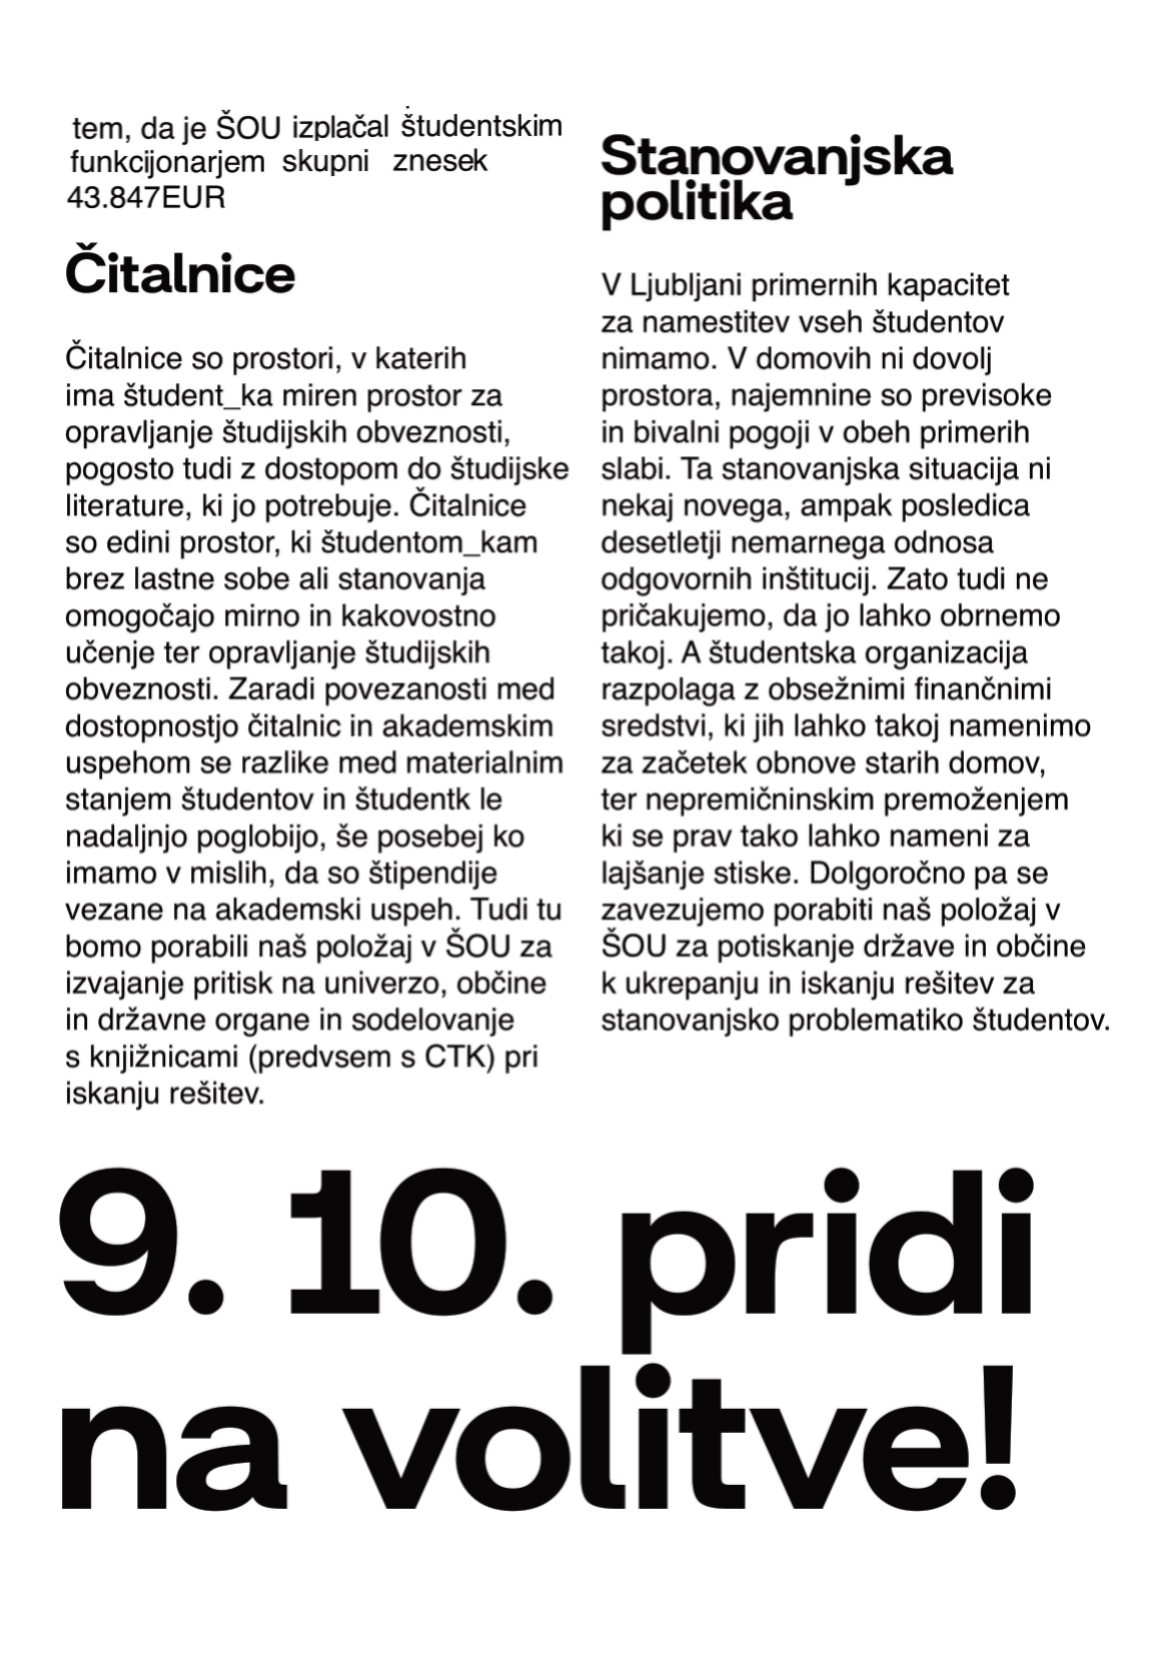 tem, da je ŠOU izplačal študentskim
funkcijonarjem skupni znesek
43.847EUR
Čitalnice
Čitalnice so prostori, v katerih
ima študent_ka miren prostor za
opravljanje študijskih obveznosti,
pogosto tudi z dostopom do študijske
literature, ki jo potrebuje. Čitalnice
so edini prostor, ki študentom_kam
brez lastne sobe ali stanovanja
omogočajo mirno in kakovostno
učenje ter opravljanje študijskih
obveznosti. Zaradi povezanosti med
dostopnostjo čitalnic in akademskim
uspehom se razlike med materialnim
stanjem študentov in študentk le
nadaljnjo poglobijo, še posebej ko
imamo v mislih, da so štipendije
vezane na akademski uspeh. Tudi tu
bomo porabili naš položaj v ŠOU za
izvajanje pritisk na univerzo, občine
in državne organe in sodelovanje
s knjižnicami (predvsem s CTK) pri
iskanju rešitev.
Stanovanjska
politika
V Ljubljani primernih kapacitet
za namestitev vseh študentov
nimamo. V domovih ni dovolj
prostora, najemnine so previsoke
in bivalni pogoji v obeh primerih
slabi. Ta stanovanjska situacija ni
nekaj novega, ampak posledica
desetletji nemarnega odnosa
odgovornih inštitucij. Zato tudi ne
pričakujemo, da jo lahko obrnemo
takoj. A študentska organizacija
razpolaga z obsežnimi finančnimi
sredstvi, ki jih lahko takoj namenimo
za začetek obnove starih domov,
ter nepremičninskim premoženjem
ki se prav tako lahko nameni za
lajšanje stiske. Dolgoročno pa se
zavezujemo porabiti naš položaj v
ŠOU za potiskanje države in občine
k ukrepanju in iskanju rešitev za
stanovanjsko problematiko študentov.
9. 10. pridi
na volitve!